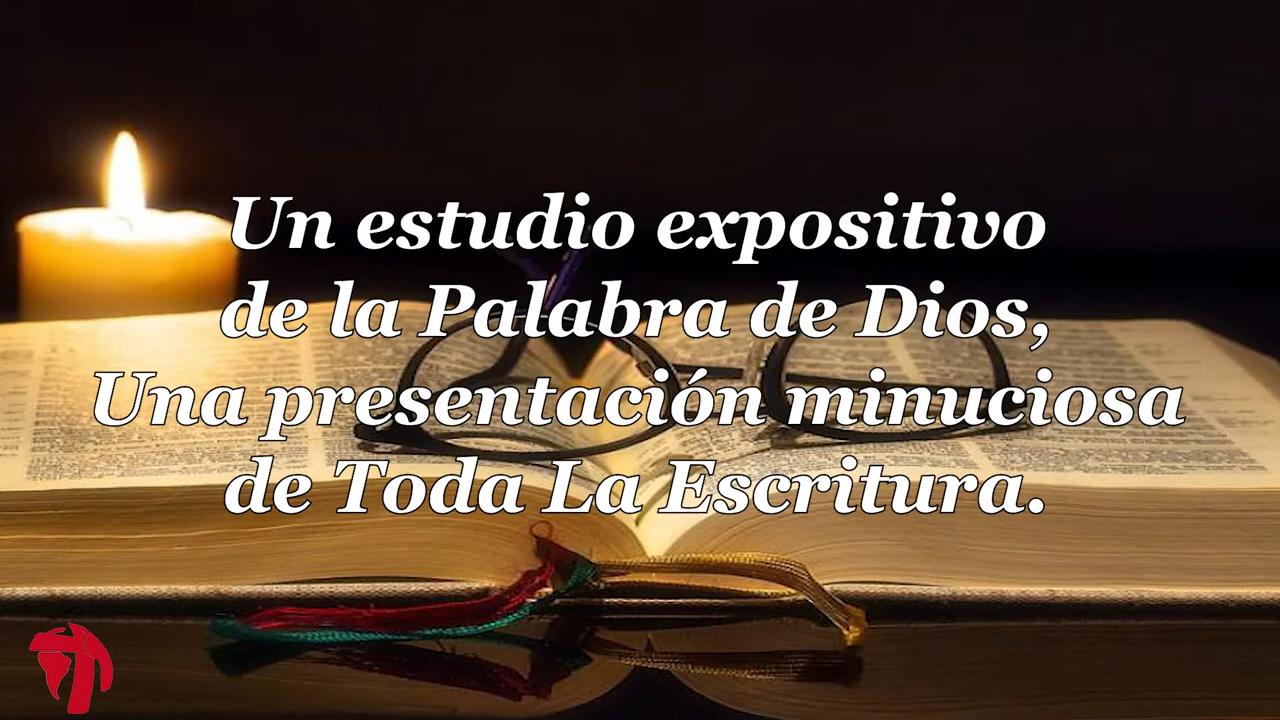 Un estudio expositivo
de la Palabra de Dios,
Una presentación minuciosa
de Toda La Escritura.